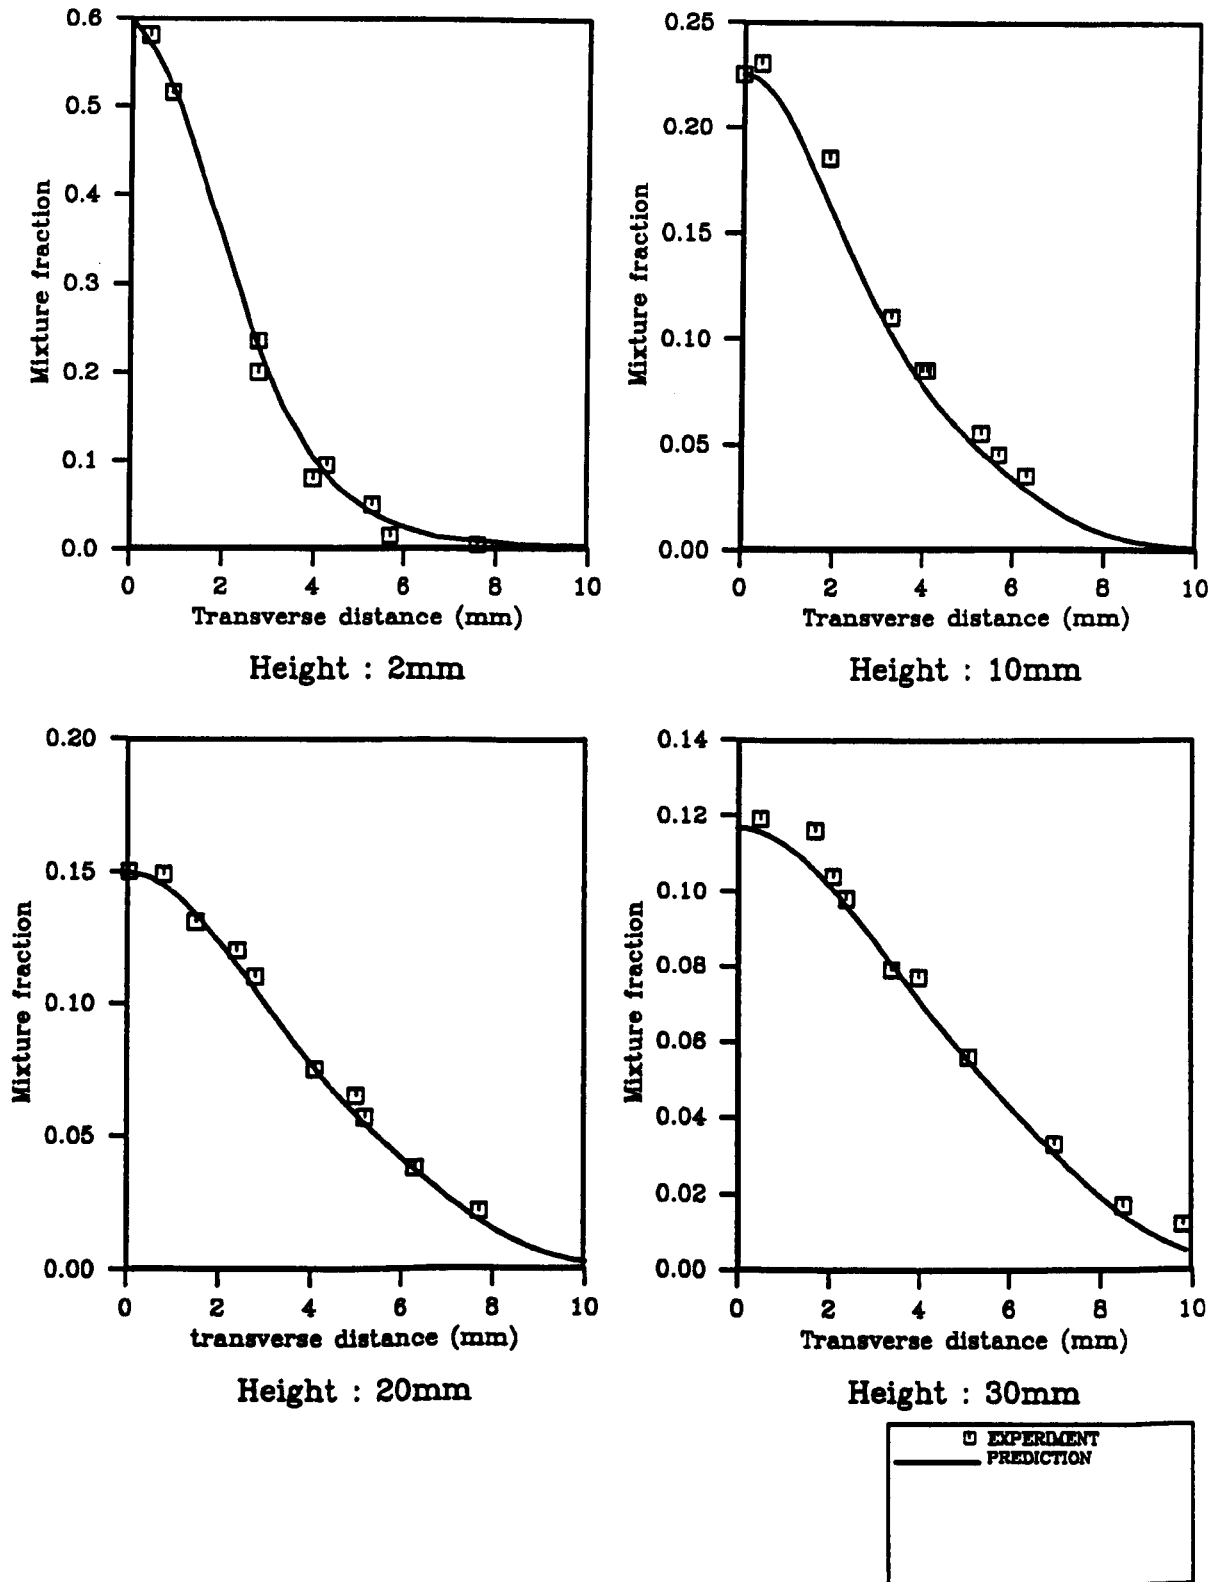 0.6
0.5
0.4
0.3
0.2
0.1
0.0
Mixture fraction
0 2 4 6 8 10
Transverse distance (mm)
Height : 2mm
0.25
0.20
0.15
0.10
0.05
0.00
Mixture fraction
0 2 4 6 8 10
Transverse distance (mm)
Height : 10mm
0.20
0.15
0.10
0.05
0.00
Mixture fraction
0 2 4 6 8 10
transverse distance (mm)
Height : 20mm
0.14
0.12
0.10
0.08
0.06
0.04
0.02
0.00
Mixture fraction
0 2 4 6 8 10
Transverse distance (mm)
Height : 30mm
EXPERIMENT
PREDICTION